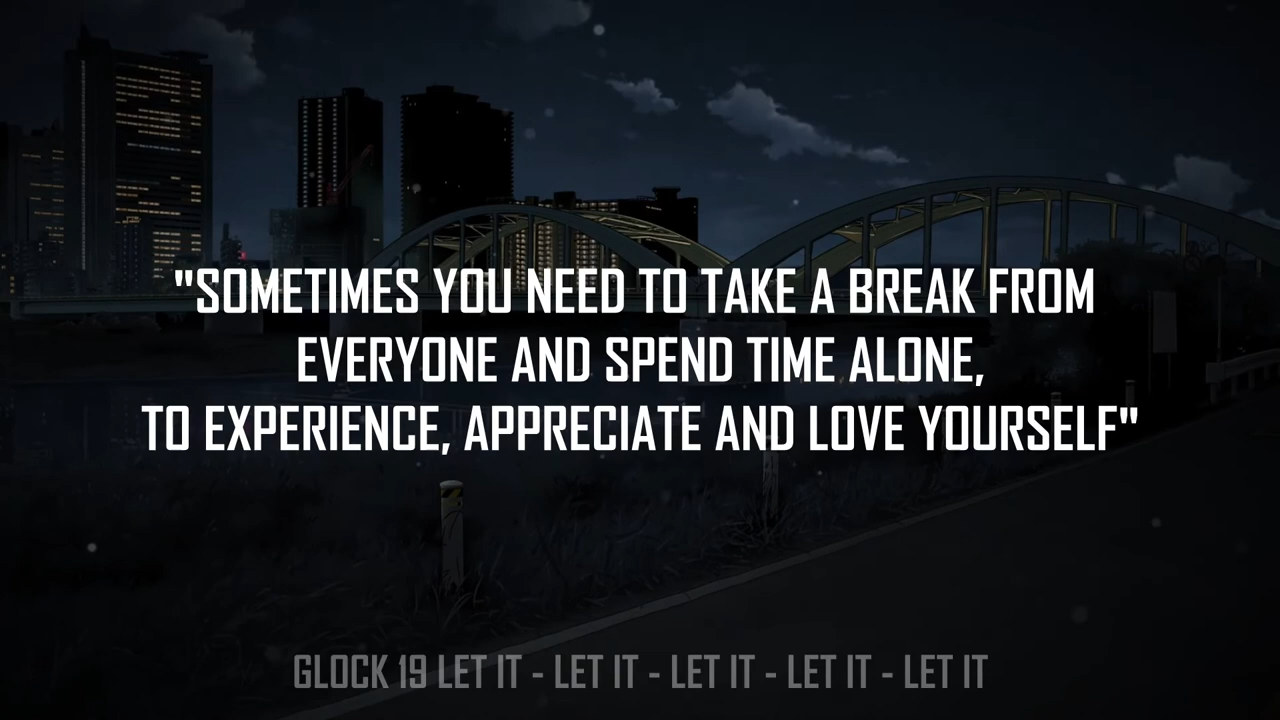 "SOMETIMES YOU NEED TO TAKE A BREAK FROM
EVERYONE AND SPEND TIME ALONE,
TO EXPERIENCE, APPRECIATE AND LOVE YOURSELF"
GLOCK 19 LET IT - LET IT - LET IT - LET IT - LET IT